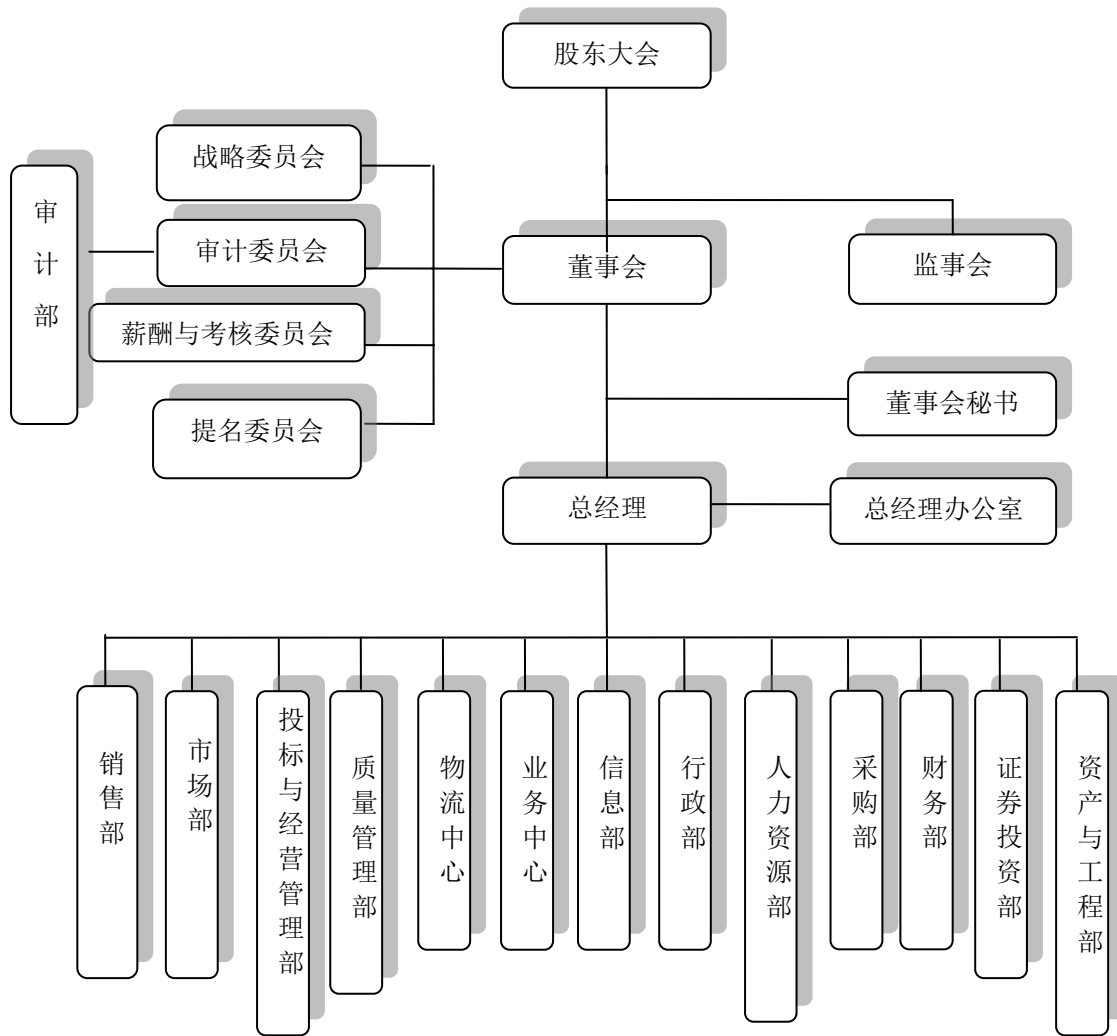 股东大会
战略委员会
审计部
审计委员会
董事会
监事会
薪酬与考核委员会
董事会秘书
提名委员会
总经理
总经理办公室
销售部
市场部
投标与经营管理部
质量管理部
物流中心
业务中心
信息部
行政部
人力资源部
采购部
财务部
证券投资部
资产与工程部